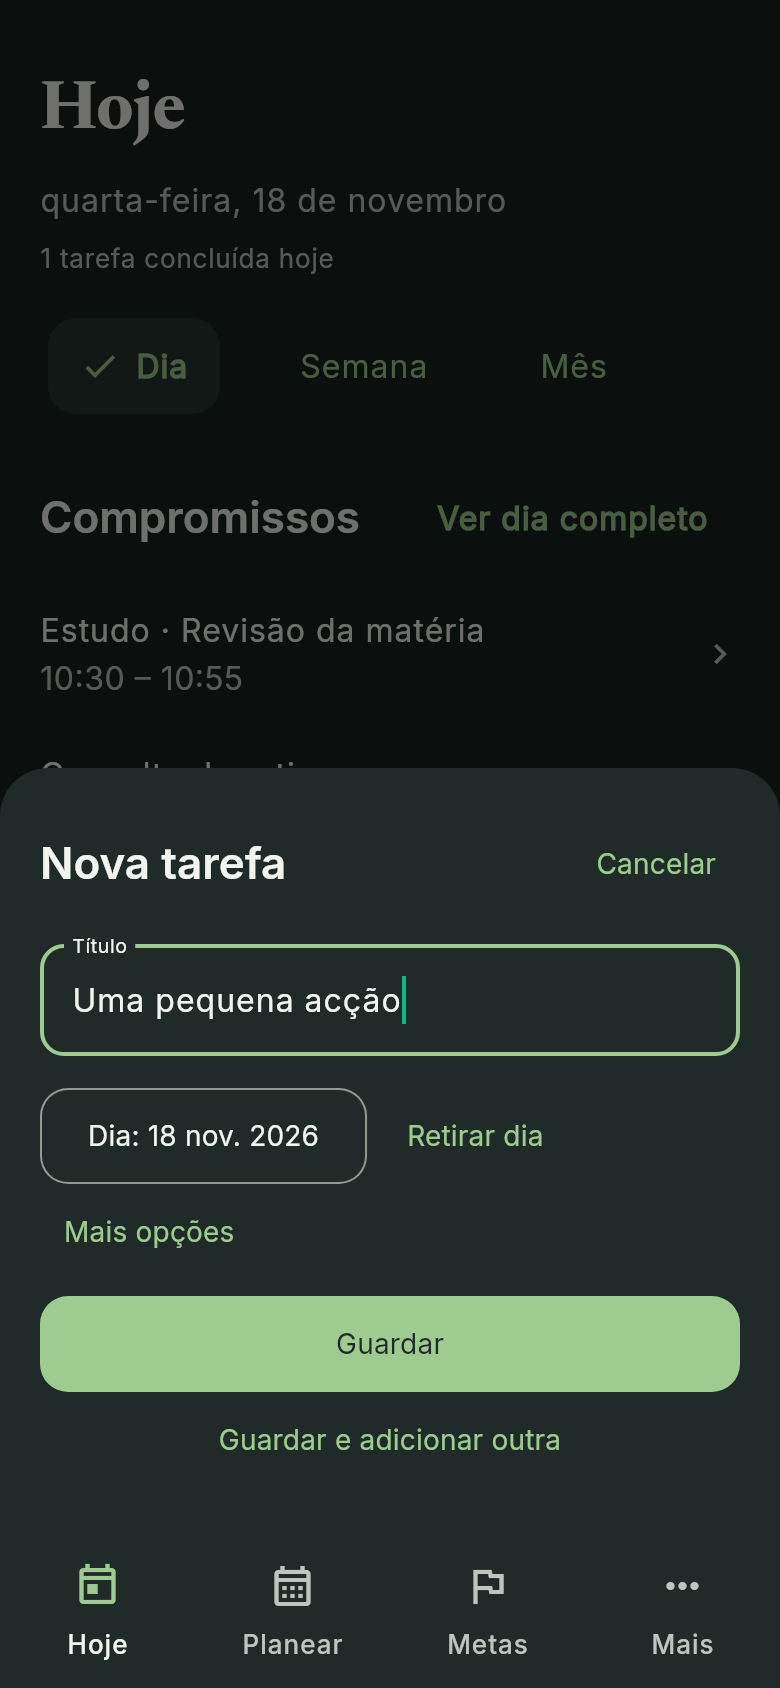 Hoje
quarta-feira, 18 de novembro
1 tarefa concluída hoje
Dia
Semana
Mês
Compromissos
Ver dia completo
Estudo · Revisão da matéria
10:30 – 10:55
Nova tarefa
Cancelar
Título
Uma pequena acção
Dia: 18 nov. 2026
Retirar dia
Mais opções
Guardar
Guardar e adicionar outra
Hoje
Planear
Metas
Mais